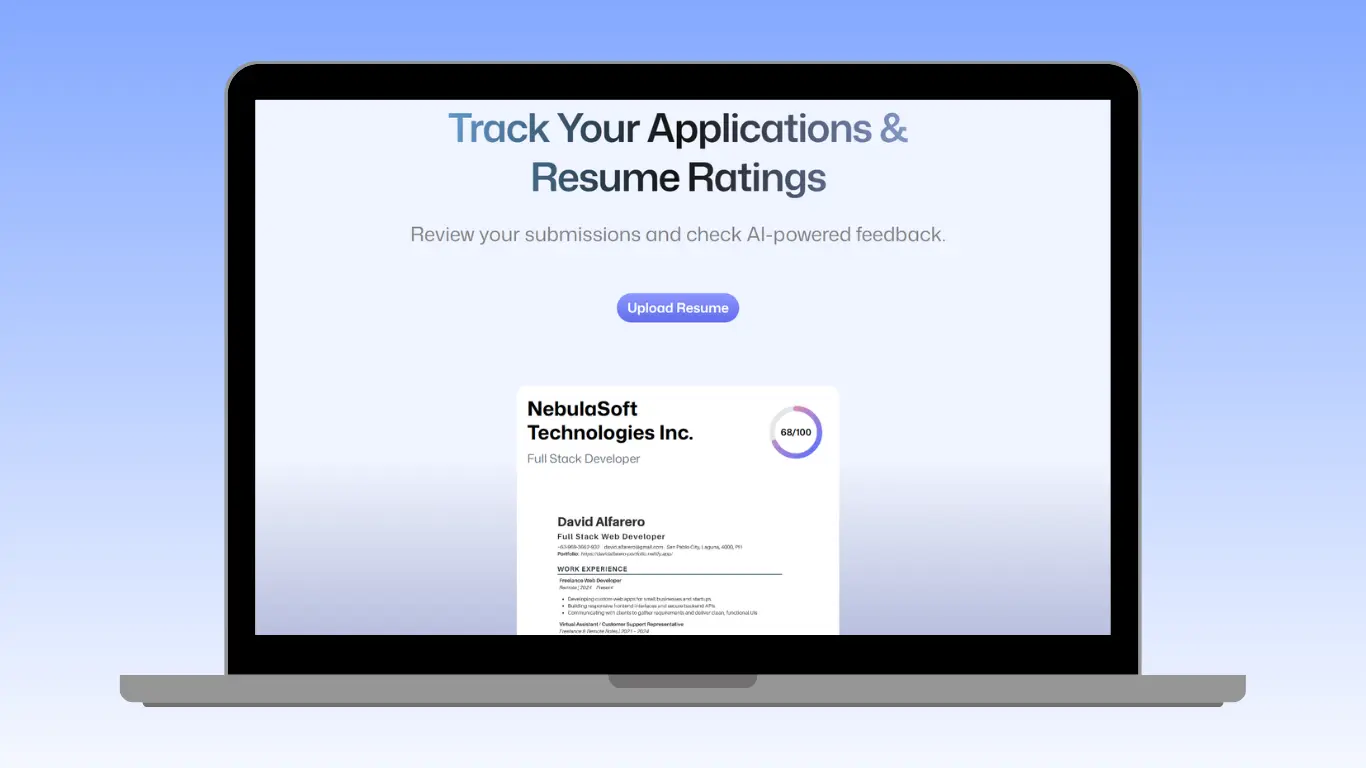 Track Your Applications &
Resume Ratings
Review your submissions and check AI-powered feedback.
Upload Resume
NebulaSoft
Technologies Inc.
68/100
Full Stack Developer
David Alfarero
Full Stack Web Developer
San Pablo City, Laguna, 4000, PH
Portfolio:
WORK EXPERIENCE
Freelance Web Developer
Remote | 2021 Present
• Developing custom web apps for small businesses and startups.
• Building responsive frontend interfaces and secure backend APIs
• Communicating with clients to gather requirements and deliver clean, functional UIs
Virtual Assistant / Customer Support Representative
Freelance & Remote Roles | 2021 – 2024